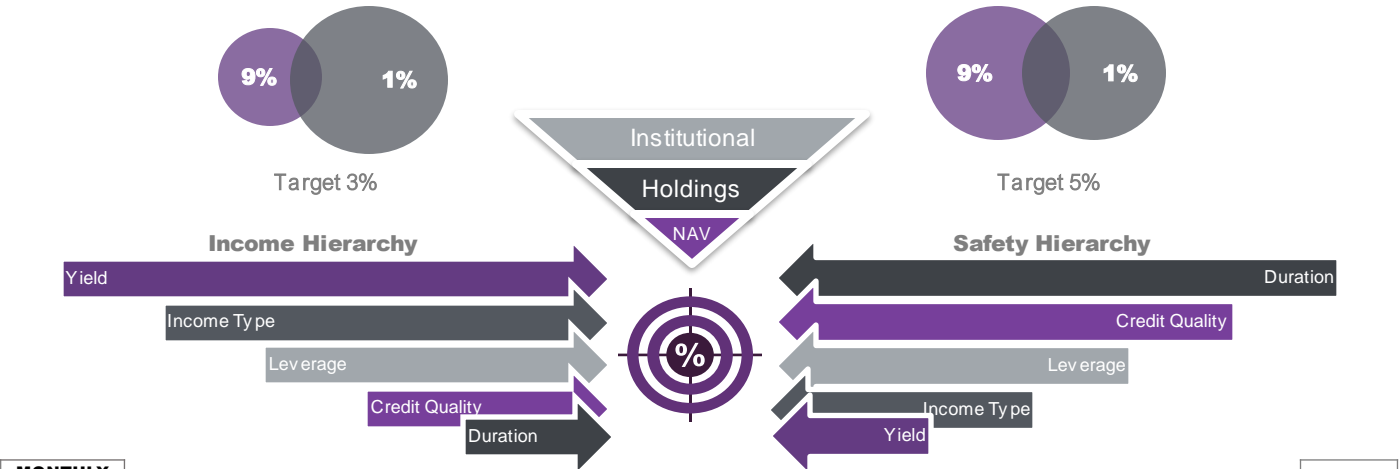 9% 1%
9% 1%
Target 3%
Target 5%
Institutional
Holdings
NAV
Income Hierarchy
Yield
Income Type
Leverage
Credit Quality
Duration
%
Safety Hierarchy
Duration
Credit Quality
Leverage
Income Type
Yield
MONTHLY